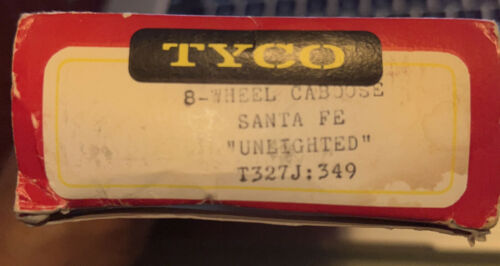 TYCO
8-WHEEL CABOOSE
SANTA FE
"UNLIGHTED"
T327J:349